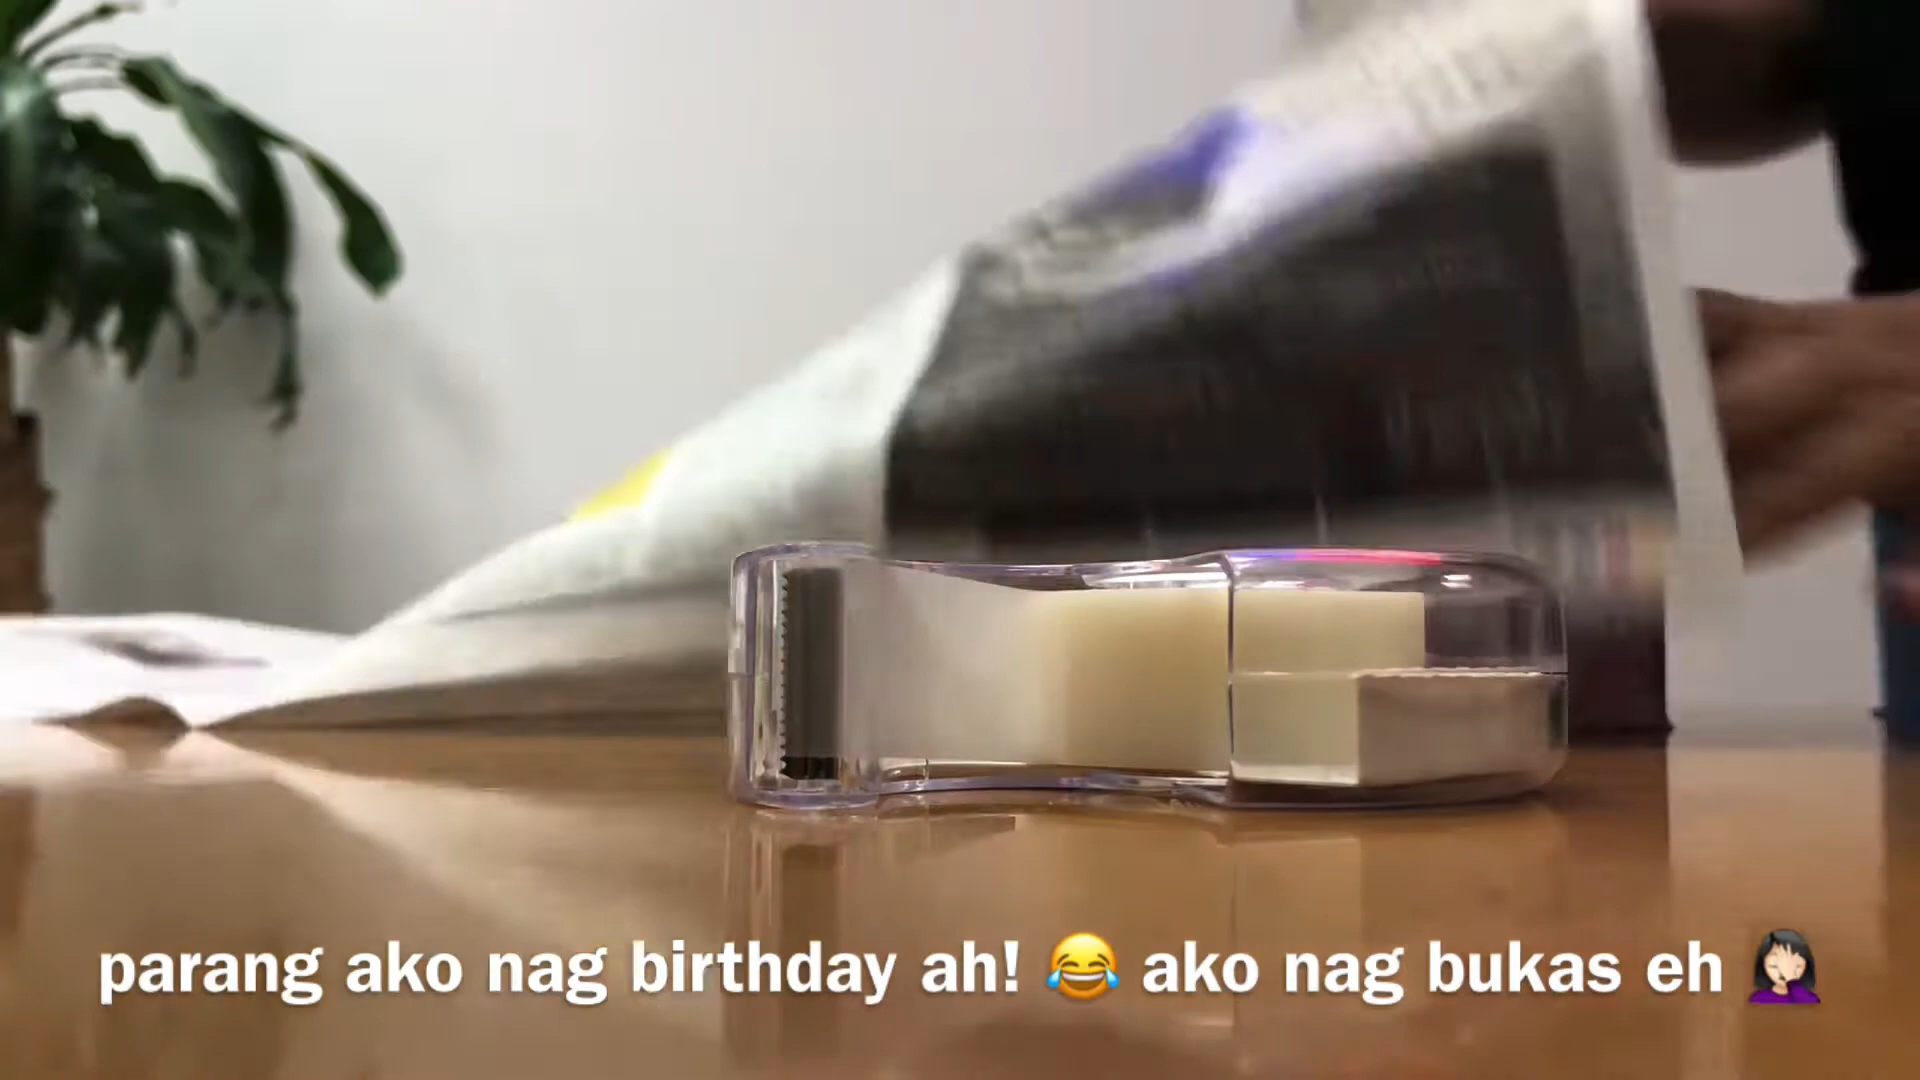 parang ako nag birthday ah! 😂 ako nag bukas eh 🤦🏻‍♀️